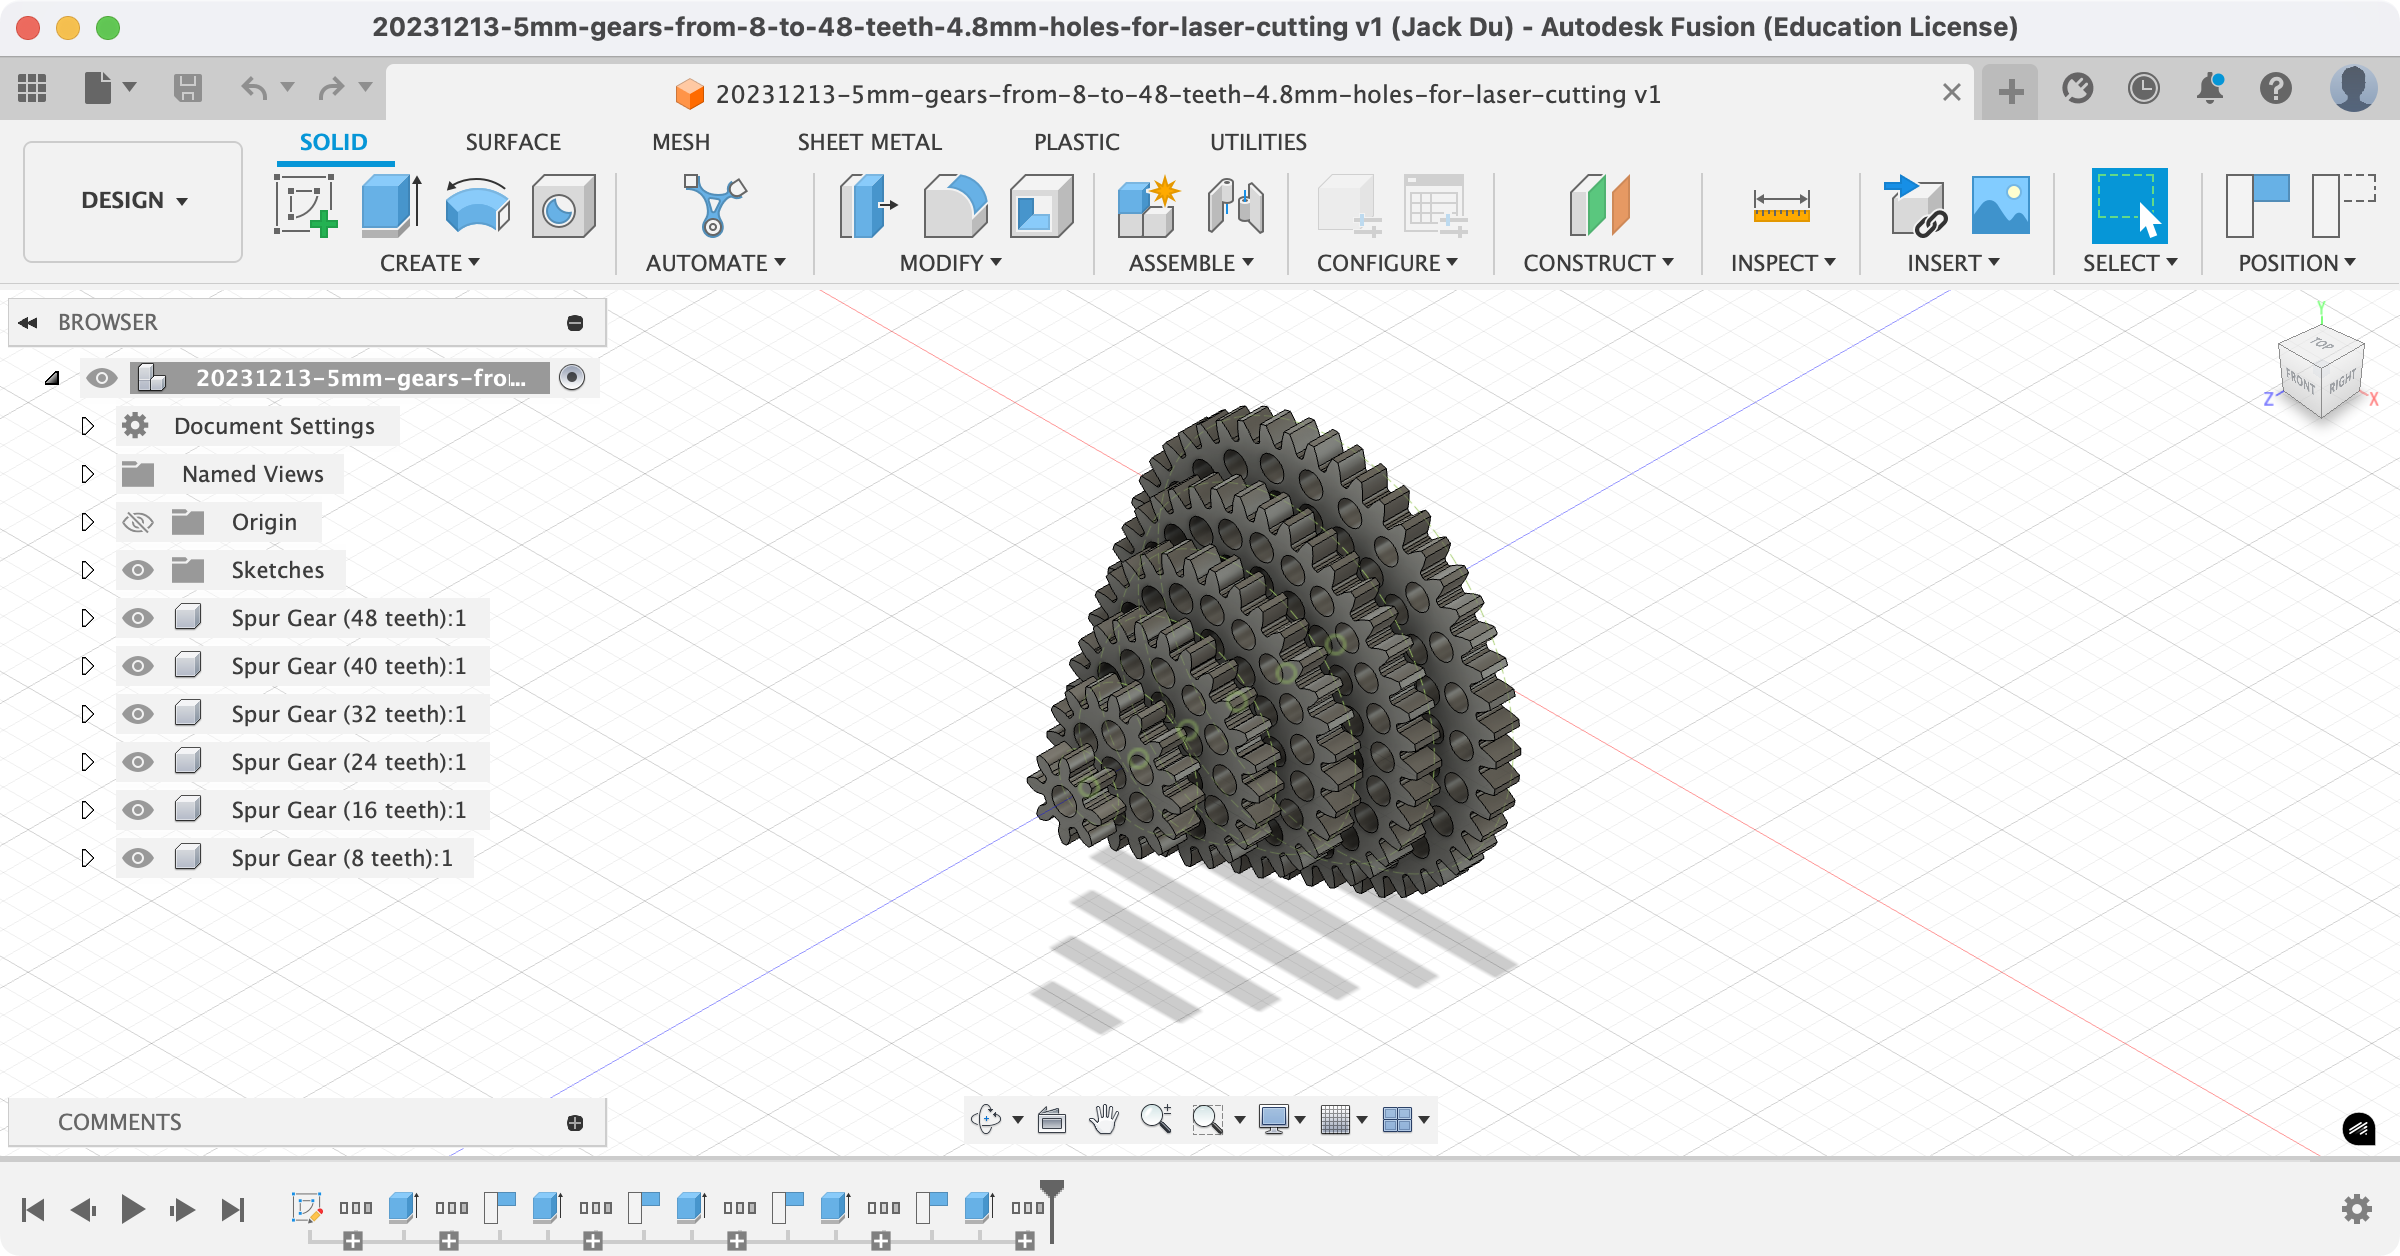 20231213-5mm-gears-from-8-to-48-teeth-4.8mm-holes-for-laser-cutting v1 (Jack Du) - Autodesk Fusion (Education License)
20231213-5mm-gears-from-8-to-48-teeth-4.8mm-holes-for-laser-cutting v1
SOLID SURFACE MESH SHEET METAL PLASTIC UTILITIES
DESIGN
CREATE AUTOMATE MODIFY ASSEMBLE CONFIGURE CONSTRUCT INSPECT INSERT SELECT POSITION
BROWSER
20231213-5mm-gears-fro...
Document Settings
Named Views
Origin
Sketches
Spur Gear (48 teeth):1
Spur Gear (40 teeth):1
Spur Gear (32 teeth):1
Spur Gear (24 teeth):1
Spur Gear (16 teeth):1
Spur Gear (8 teeth):1
Y
TOP
FRONT RIGHT
Z X
COMMENTS